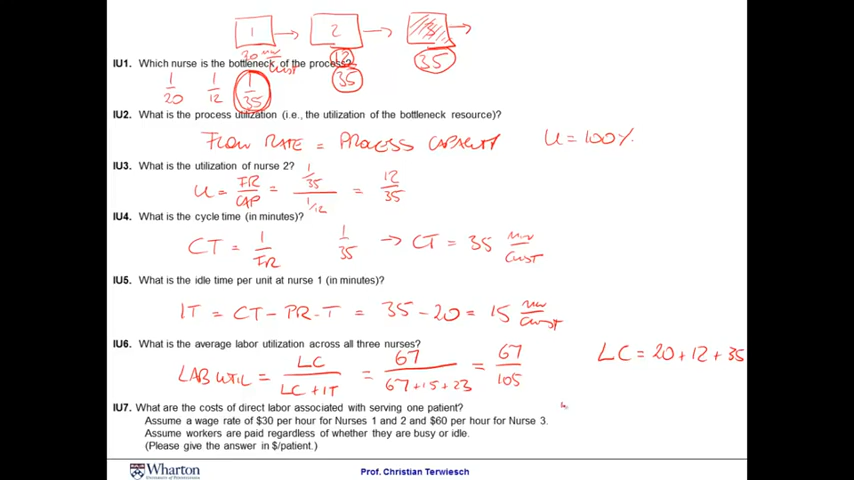 1 2
20 MIN CUST 12 35
IU1. Which nurse is the bottleneck of the process?
1/20 1/12 1/35 35
IU2. What is the process utilization (i.e., the utilization of the bottleneck resource)?
FLOW RATE = PROCESS CAPACITY U = 100%
IU3. What is the utilization of nurse 2?
U = FR/CAP = 1/35 / 1/12 = 12/35
IU4. What is the cycle time (in minutes)?
CT = 1/FR 1/35 → CT = 35 MIN/CUST
IU5. What is the idle time per unit at nurse 1 (in minutes)?
IT = CT - PR-T = 35 - 20 = 15 MIN/CUST
IU6. What is the average labor utilization across all three nurses?
LAB UTIL = LC/LC+IT = 67/67+15+23 = 67/105 LC = 20+12+35
IU7. What are the costs of direct labor associated with serving one patient?
Assume a wage rate of $30 per hour for Nurses 1 and 2 and $60 per hour for Nurse 3.
Assume workers are paid regardless of whether they are busy or idle.
(Please give the answer in $/patient.)
Wharton
Prof. Christian Terwiesch